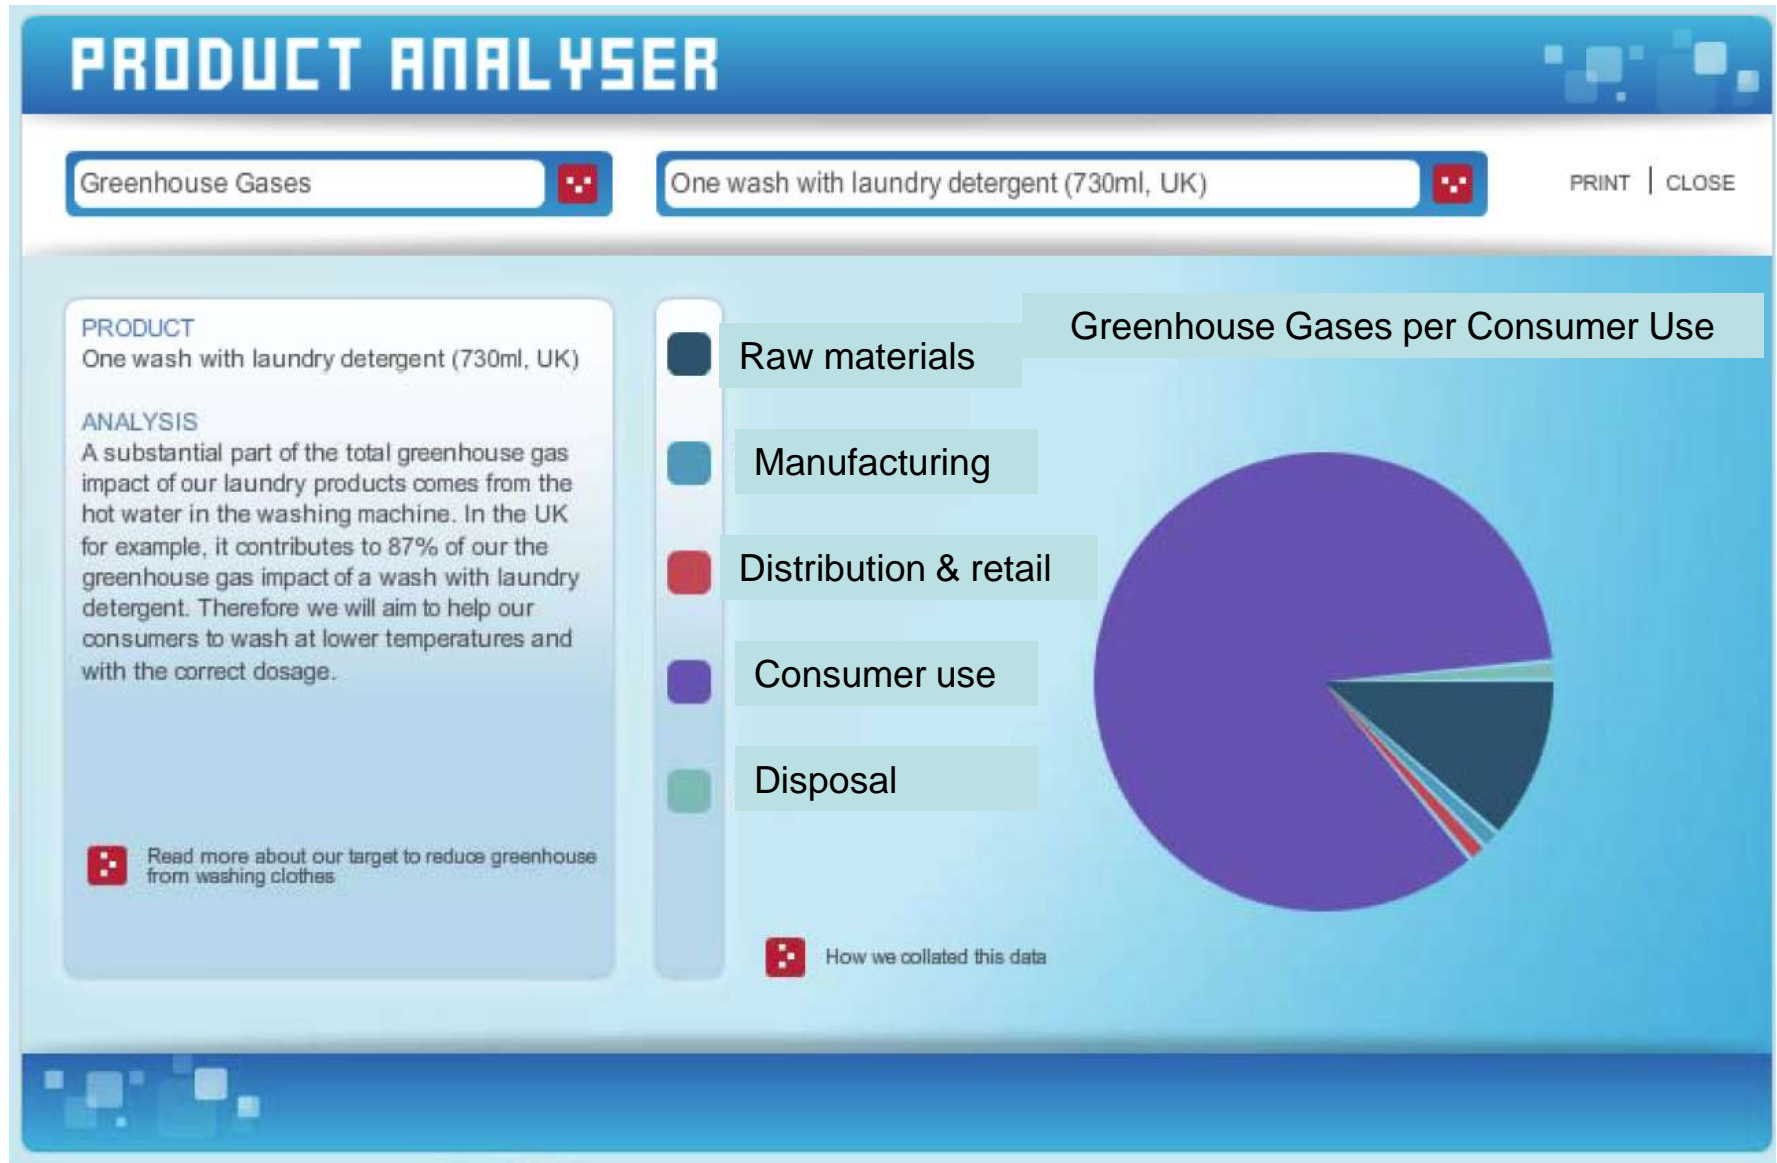 PRODUCT ANALYSER
Greenhouse Gases
One wash with laundry detergent (730ml, UK)
PRINT | CLOSE
PRODUCT
One wash with laundry detergent (730ml, UK)
ANALYSIS
A substantial part of the total greenhouse gas
impact of our laundry products comes from the
hot water in the washing machine. In the UK
for example, it contributes to 87% of our the
greenhouse gas impact of a wash with laundry
detergent. Therefore we will aim to help our
consumers to wash at lower temperatures and
with the correct dosage.
Read more about our target to reduce greenhouse
from washing clothes
Raw materials
Manufacturing
Distribution & retail
Consumer use
Disposal
Greenhouse Gases per Consumer Use
How we collated this data